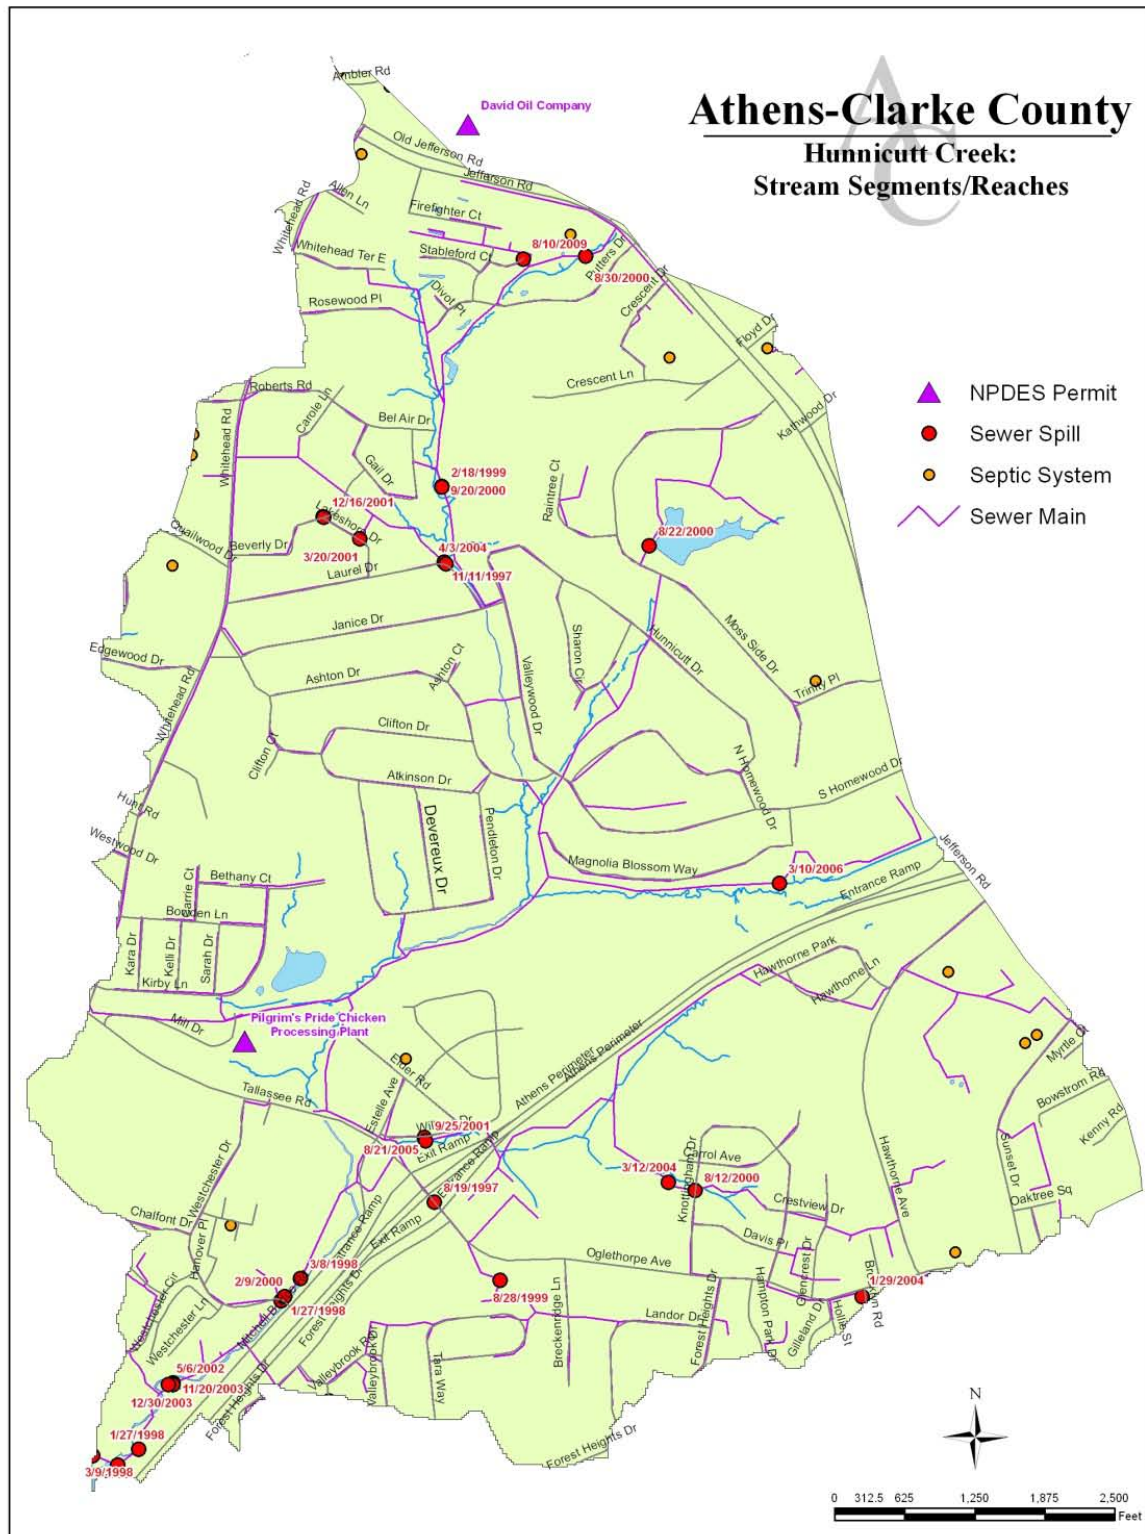 Athens-Clarke County
Hunnicutt Creek:
Stream Segments/Reaches
NPDES Permit
Sewer Spill
Septic System
Sewer Main
Ambler Rd
David Oil Company
Old Jefferson Rd
Jefferson Rd
Whitehead Rd
Allen Ln
Firefighter Ct
Whitehead Ter E
Stableford Ct
8/10/2009
Putters Dr
8/30/2000
Crescent Dr
Divot Pt
Rosewood Pl
Floyd Dr
Crescent Ln
Roberts Rd
Carole Ln
Bel Air Dr
Kathwood Dr
Whitehead Rd
Gail Dr
2/18/1999
9/20/2000
Raintree Ct
12/16/2001
Lakeshore Dr
8/22/2000
Quailwood Dr
Beverly Dr
3/20/2001
4/3/2004
11/11/1997
Laurel Dr
Janice Dr
Sharon Cir
Hunnicutt Dr
Moss Side Dr
Edgewood Dr
Whitehead Rd
Ashton Dr
Ashton Ct
Valleywood Dr
Trinity Pl
Clifton Dr
Clifton Ct
N Homewood Dr
S Homewood Dr
Atkinson Dr
Hunt Rd
Devereux Dr
Pendleton Dr
Westwood Dr
Magnolia Blossom Way
3/10/2006
Jefferson Rd
Entrance Ramp
Carrie Ct
Bethany Ct
Bowden Ln
Kara Dr
Kelli Dr
Sarah Dr
Kirby Ln
Hawthorne Park
Hawthorne Ln
Mill Dr
Pilgrim's Pride Chicken
Processing Plant
Athens Perimeter
Athens Perimeter
Elder Rd
Myrtle Ct
Tallassee Rd
Estelle Ave
Bowstrom Rd
Kenny Rd
9/25/2001
8/21/2005
Exit Ramp
Entrance Ramp
Westchester Dr
Knottingham Dr
Carrol Ave
Hawthorne Ave
Sunset Dr
3/12/2004
8/12/2000
8/19/1997
Crestview Dr
Oaktree Sq
Chalfont Dr
Hanover Pl
Entrance Ramp
Exit Ramp
Davis Pl
Oglethorpe Ave
Glencrest Dr
3/8/1998
2/9/2000
1/27/1998
8/28/1999
1/29/2004
Forest Heights Dr
Breckenridge Ln
Landor Dr
Forest Heights Dr
Hampton Park Dr
Gilleland Dr
Hollis St
Westchester Cir
Westchester Ln
Valleybrook Rd
Valleybrook Dr
Tara Way
5/6/2002
11/20/2003
12/30/2003
Forest Heights Dr
1/27/1998
3/9/1998
Forest Heights Dr
N
0 312.5 625 1,250 1,875 2,500
Feet